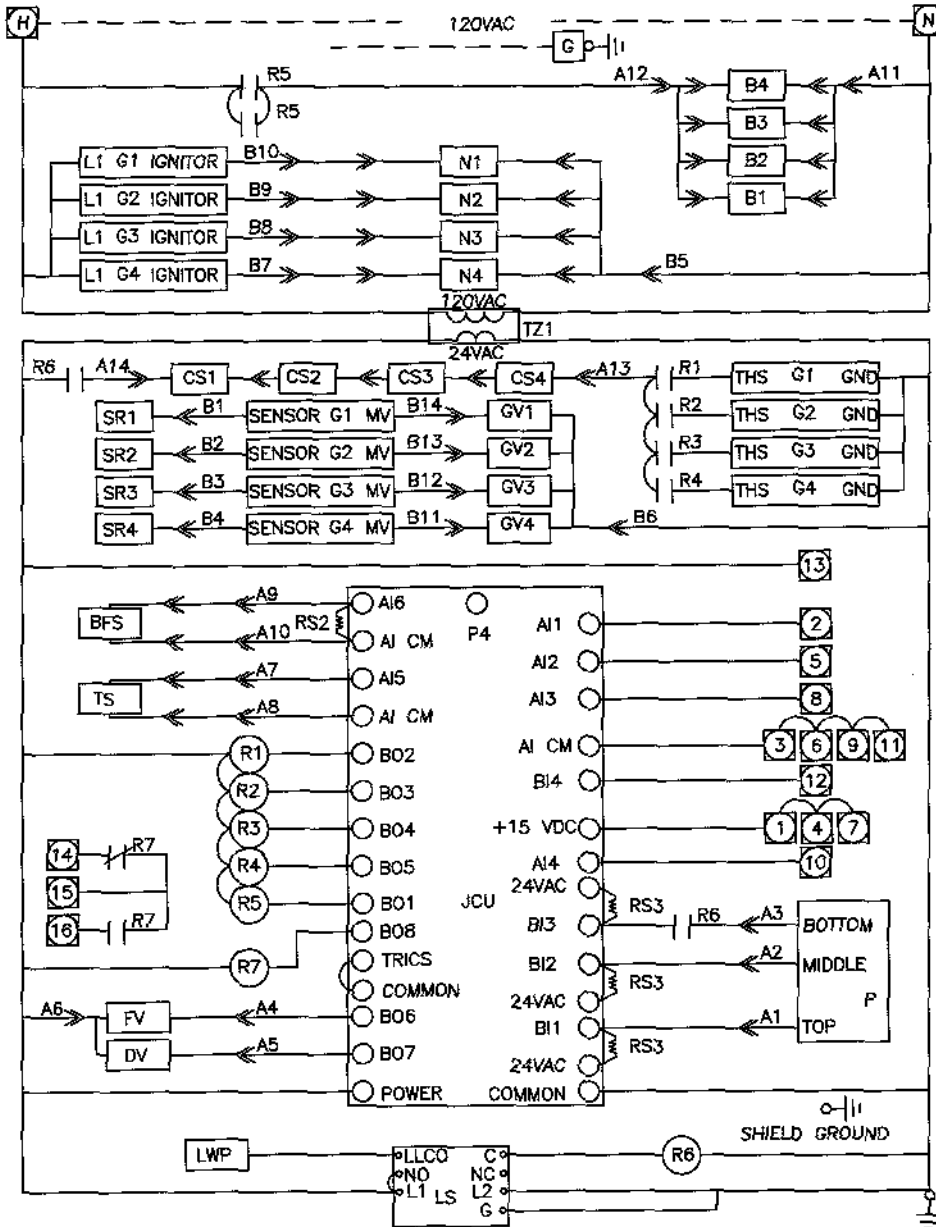 H 120VAC N
G
R5 A12 B4 A11
R5 B3
B2
B1
L1 G1 IGNITOR B10 N1
L1 G2 IGNITOR B9 N2
L1 G3 IGNITOR B8 N3
L1 G4 IGNITOR B7 N4 B5
120VAC
TZ1
24VAC
R6 A14 CS1 CS2 CS3 CS4 A13 R1 THS G1 GND
SR1 B1 SENSOR G1 MV B14 GV1 R2 THS G2 GND
SR2 B2 SENSOR G2 MV B13 GV2 R3 THS G3 GND
SR3 B3 SENSOR G3 MV B12 GV3 R4 THS G4 GND
SR4 B4 SENSOR G4 MV B11 GV4 B6
13
BFS A9 RS2 AI6 P4 AI1 2
A10 AI CM AI2 5
TS A7 AI5 AI3 8
A8 AI CM AI CM 3 6 9 11
R1 BO2 BI4 12
R2 BO3 +15 VDC 1 4 7
R3 BO4 AI4 10
14 R7 R4 BO5 24VAC
15 R5 BO1 JCU BI3 RS3 R6 A3 BOTTOM
16 R7 BO8 BI2 A2 MIDDLE
R7 TRICS 24VAC RS3 P
COMMON
A6 FV A4 BO6 BI1 A1 TOP
DV A5 BO7 24VAC RS3
POWER COMMON
SHIELD GROUND
LWP LLCO C R6
NO NC
L1 LS L2
G